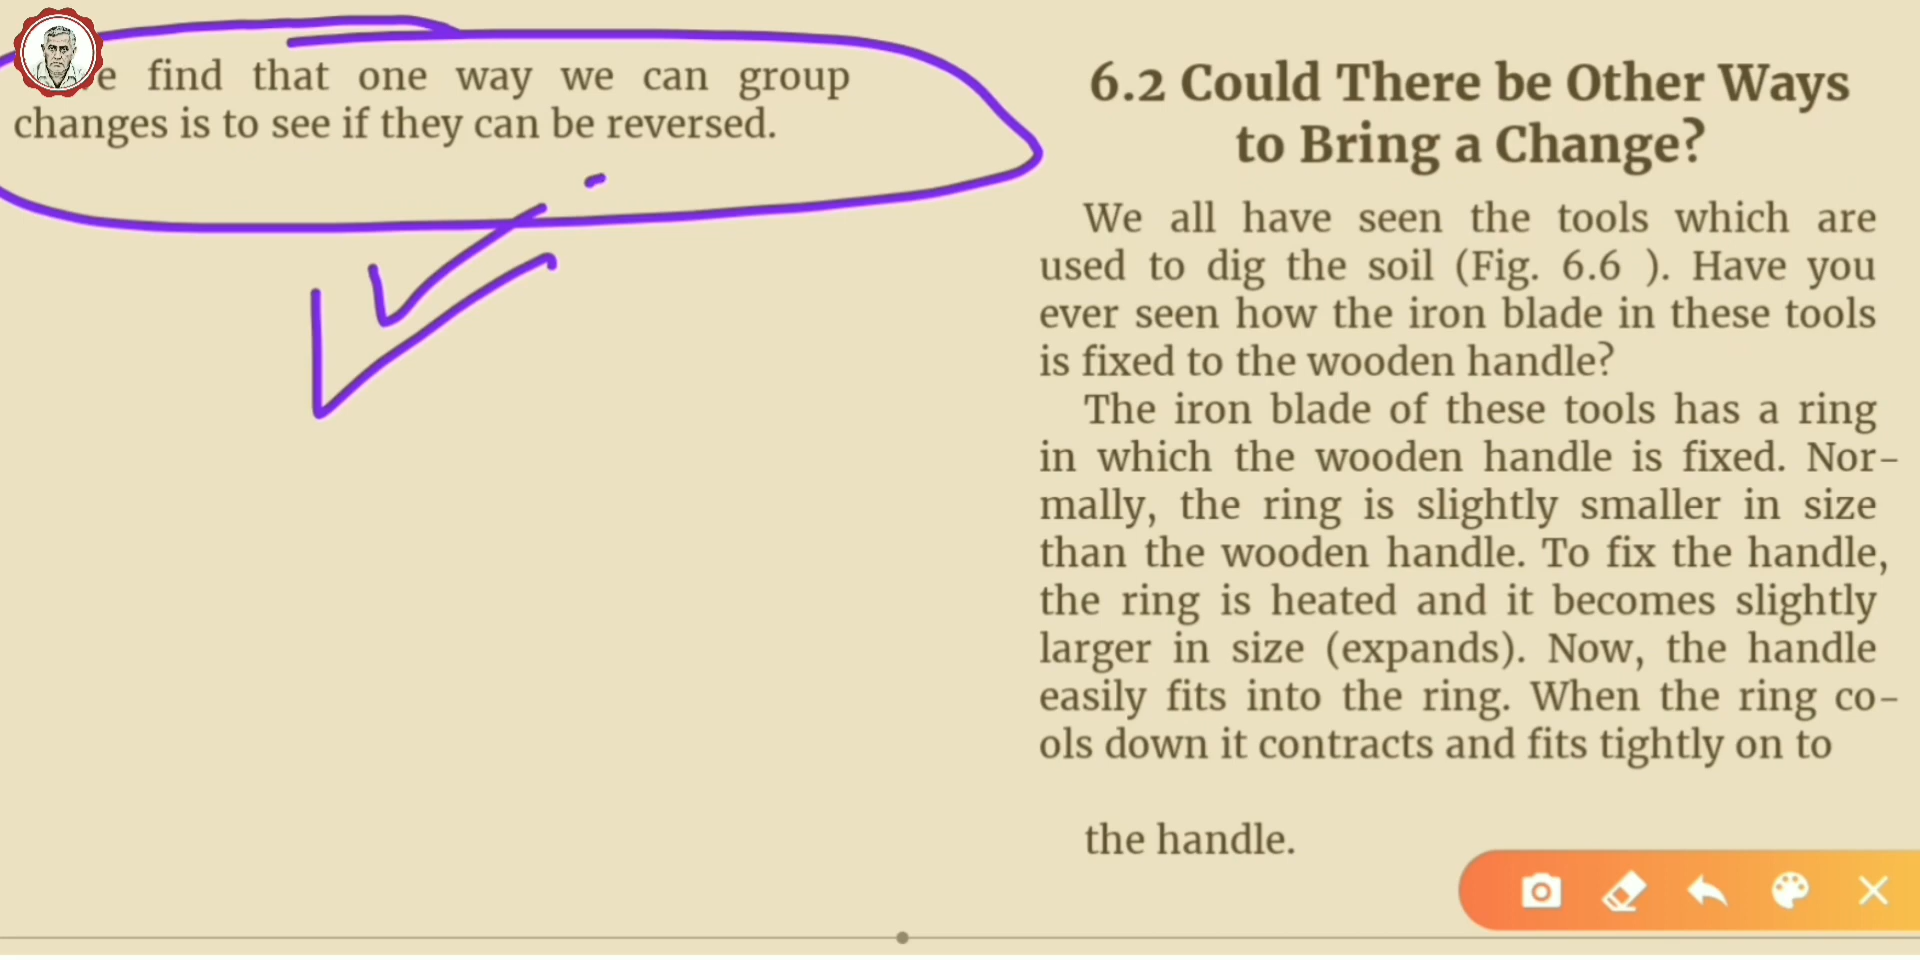 find that one way we can group
changes is to see if they can be reversed.
6.2 Could There be Other Ways
to Bring a Change?
We all have seen the tools which are
used to dig the soil (Fig. 6.6 ). Have you
ever seen how the iron blade in these tools
is fixed to the wooden handle?
The iron blade of these tools has a ring
in which the wooden handle is fixed. Nor-
mally, the ring is slightly smaller in size
than the wooden handle. To fix the handle,
the ring is heated and it becomes slightly
larger in size (expands). Now, the handle
easily fits into the ring. When the ring co-
ols down it contracts and fits tightly on to
the handle.